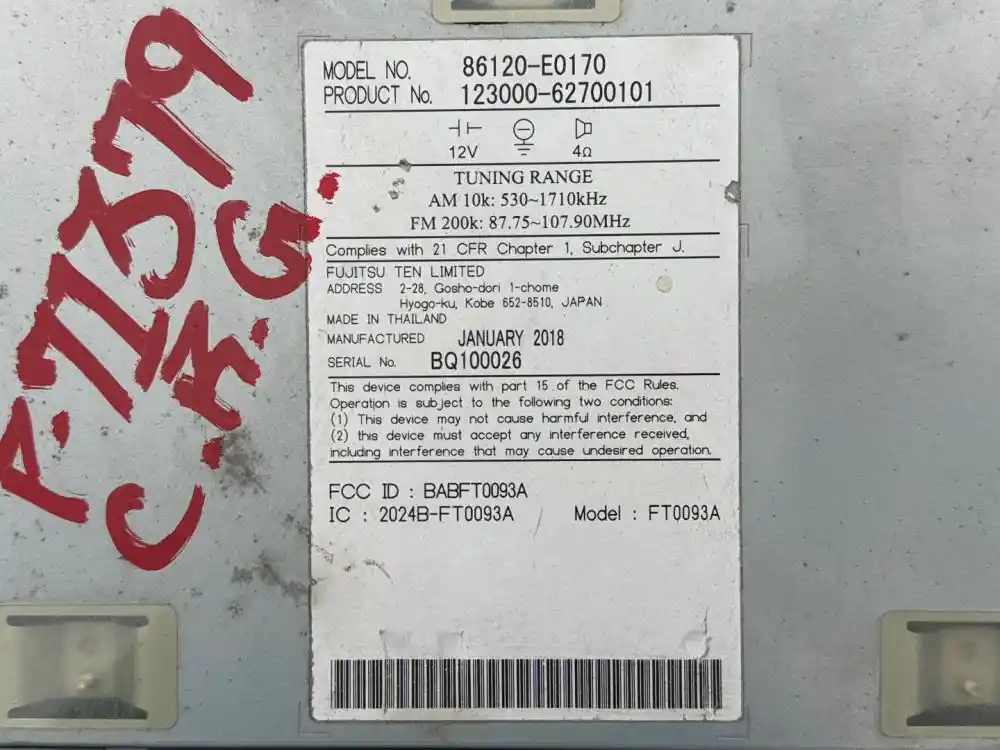 MODEL NO. 86120-E0170
PRODUCT No. 123000-62700101
12V 4Ω
TUNING RANGE
AM 10k: 530~1710kHz
FM 200k: 87.75~107.90MHz
Complies with 21 CFR Chapter 1, Subchapter J.
FUJITSU TEN LIMITED
ADDRESS 2-28, Gosho-dori 1-chome
Hyogo-ku, Kobe 652-8510, JAPAN
MADE IN THAILAND
MANUFACTURED JANUARY 2018
SERIAL No. BQ100026
This device complies with part 15 of the FCC Rules.
Operation is subject to the following two conditions:
(1) This device may not cause harmful interference, and
(2) this device must accept any interference received,
including interference that may cause undesired operation.
FCC ID : BABFT0093A
IC : 2024B-FT0093A Model : FT0093A